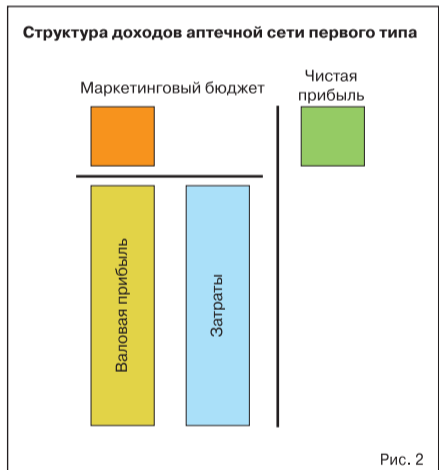 Структура доходов аптечной сети первого типа
Маркетинговый бюджет
Чистая
прибыль
Валовая прибыль
Затраты
Рис. 2